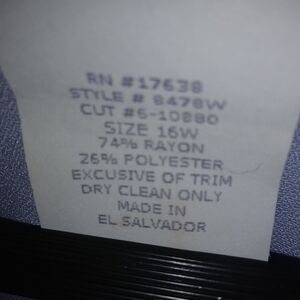 RN #17638
STYLE # 8478W
CUT #6-10880
SIZE 16W
74% RAYON
26% POLYESTER
EXCLUSIVE OF TRIM
DRY CLEAN ONLY
MADE IN
EL SALVADOR